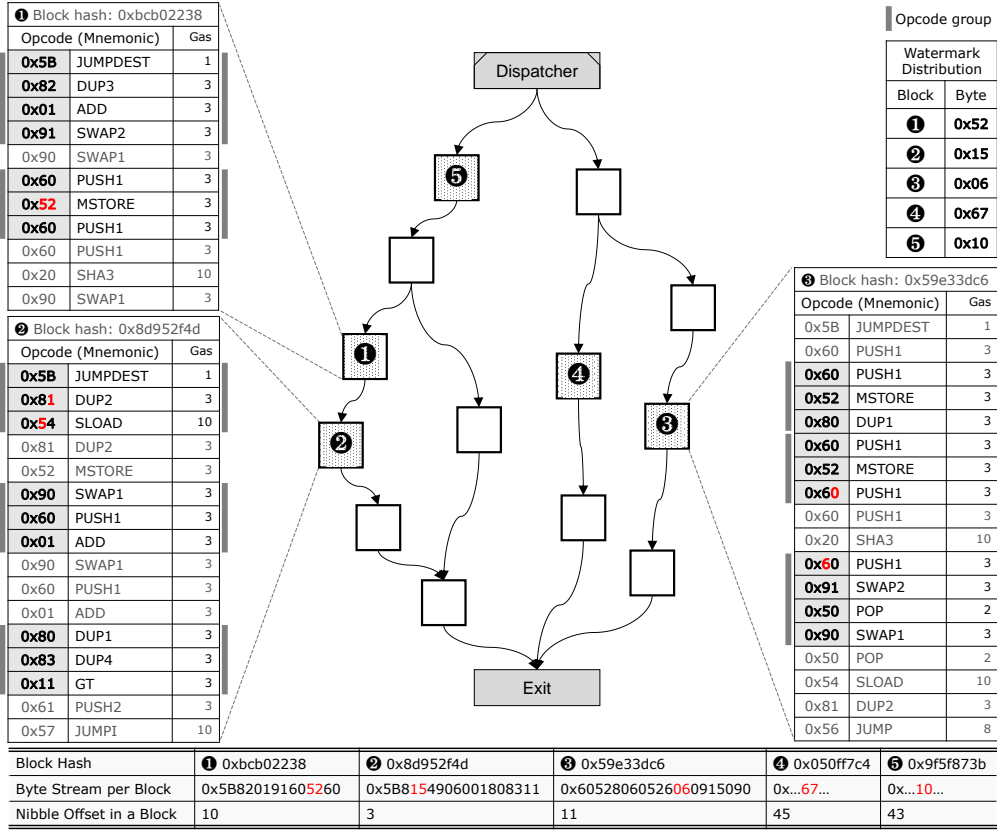 ❶ Block hash: 0xbcb02238
Opcode (Mnemonic) Gas
0x5B JUMPDEST 1
0x82 DUP3 3
0x01 ADD 3
0x91 SWAP2 3
0x90 SWAP1 3
0x60 PUSH1 3
0x52 MSTORE 3
0x60 PUSH1 3
0x60 PUSH1 3
0x20 SHA3 10
0x90 SWAP1 3
❷ Block hash: 0x8d952f4d
Opcode (Mnemonic) Gas
0x5B JUMPDEST 1
0x81 DUP2 3
0x54 SLOAD 10
0x81 DUP2 3
0x52 MSTORE 3
0x90 SWAP1 3
0x60 PUSH1 3
0x01 ADD 3
0x90 SWAP1 3
0x60 PUSH1 3
0x01 ADD 3
0x80 DUP1 3
0x83 DUP4 3
0x11 GT 3
0x61 PUSH2 3
0x57 JUMPI 10
Dispatcher
❺
❶
❹
❷
❸
Exit
Opcode group
Watermark
Distribution
Block Byte
❶ 0x52
❷ 0x15
❸ 0x06
❹ 0x67
❺ 0x10
❸ Block hash: 0x59e33dc6
Opcode (Mnemonic) Gas
0x5B JUMPDEST 1
0x60 PUSH1 3
0x60 PUSH1 3
0x52 MSTORE 3
0x80 DUP1 3
0x60 PUSH1 3
0x52 MSTORE 3
0x60 PUSH1 3
0x60 PUSH1 3
0x20 SHA3 10
0x60 PUSH1 3
0x91 SWAP2 3
0x50 POP 2
0x90 SWAP1 3
0x50 POP 2
0x54 SLOAD 10
0x81 DUP2 3
0x56 JUMP 8
Block Hash ❶ 0xbcb02238 ❷ 0x8d952f4d ❸ 0x59e33dc6 ❹ 0x050ff7c4 ❺ 0x9f5f873b
Byte Stream per Block 0x5B820191605260 0x5B8154906001808311 0x60528060526060915090 0x...67... 0x...10...
Nibble Offset in a Block 10 3 11 45 43